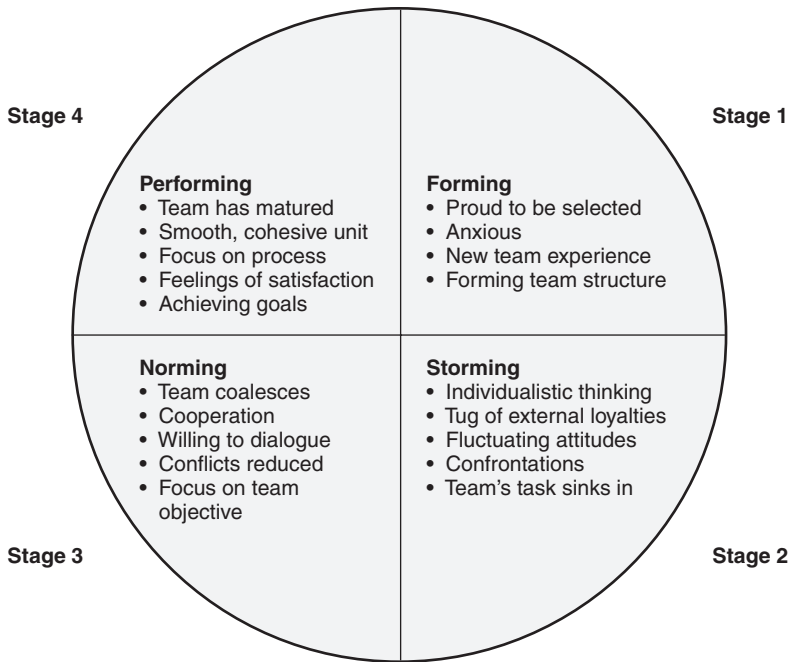 Stage 4
Stage 1
Performing
• Team has matured
• Smooth, cohesive unit
• Focus on process
• Feelings of satisfaction
• Achieving goals
Forming
• Proud to be selected
• Anxious
• New team experience
• Forming team structure
Norming
• Team coalesces
• Cooperation
• Willing to dialogue
• Conflicts reduced
• Focus on team
objective
Storming
• Individualistic thinking
• Tug of external loyalties
• Fluctuating attitudes
• Confrontations
• Team’s task sinks in
Stage 3
Stage 2